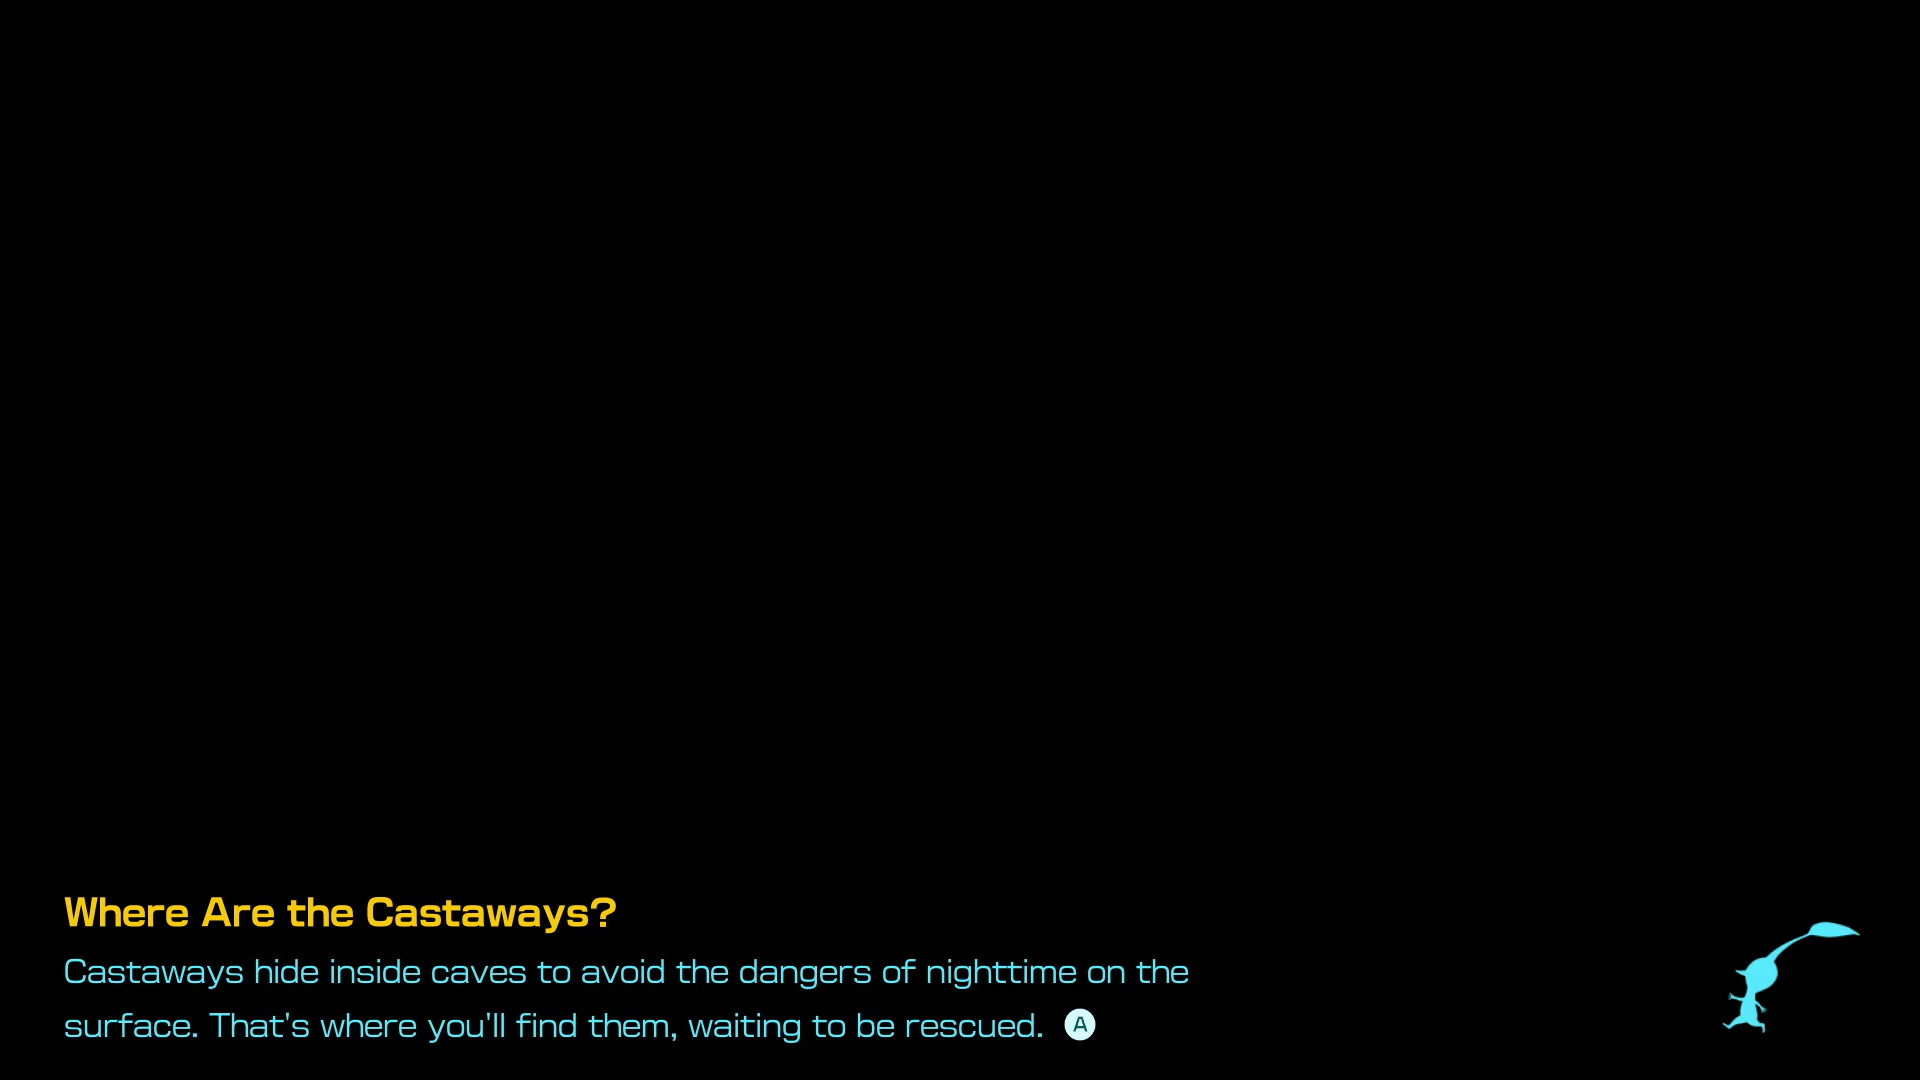 Where Are the Castaways?
Castaways hide inside caves to avoid the dangers of nighttime on the
surface. That's where you'll find them, waiting to be rescued. A